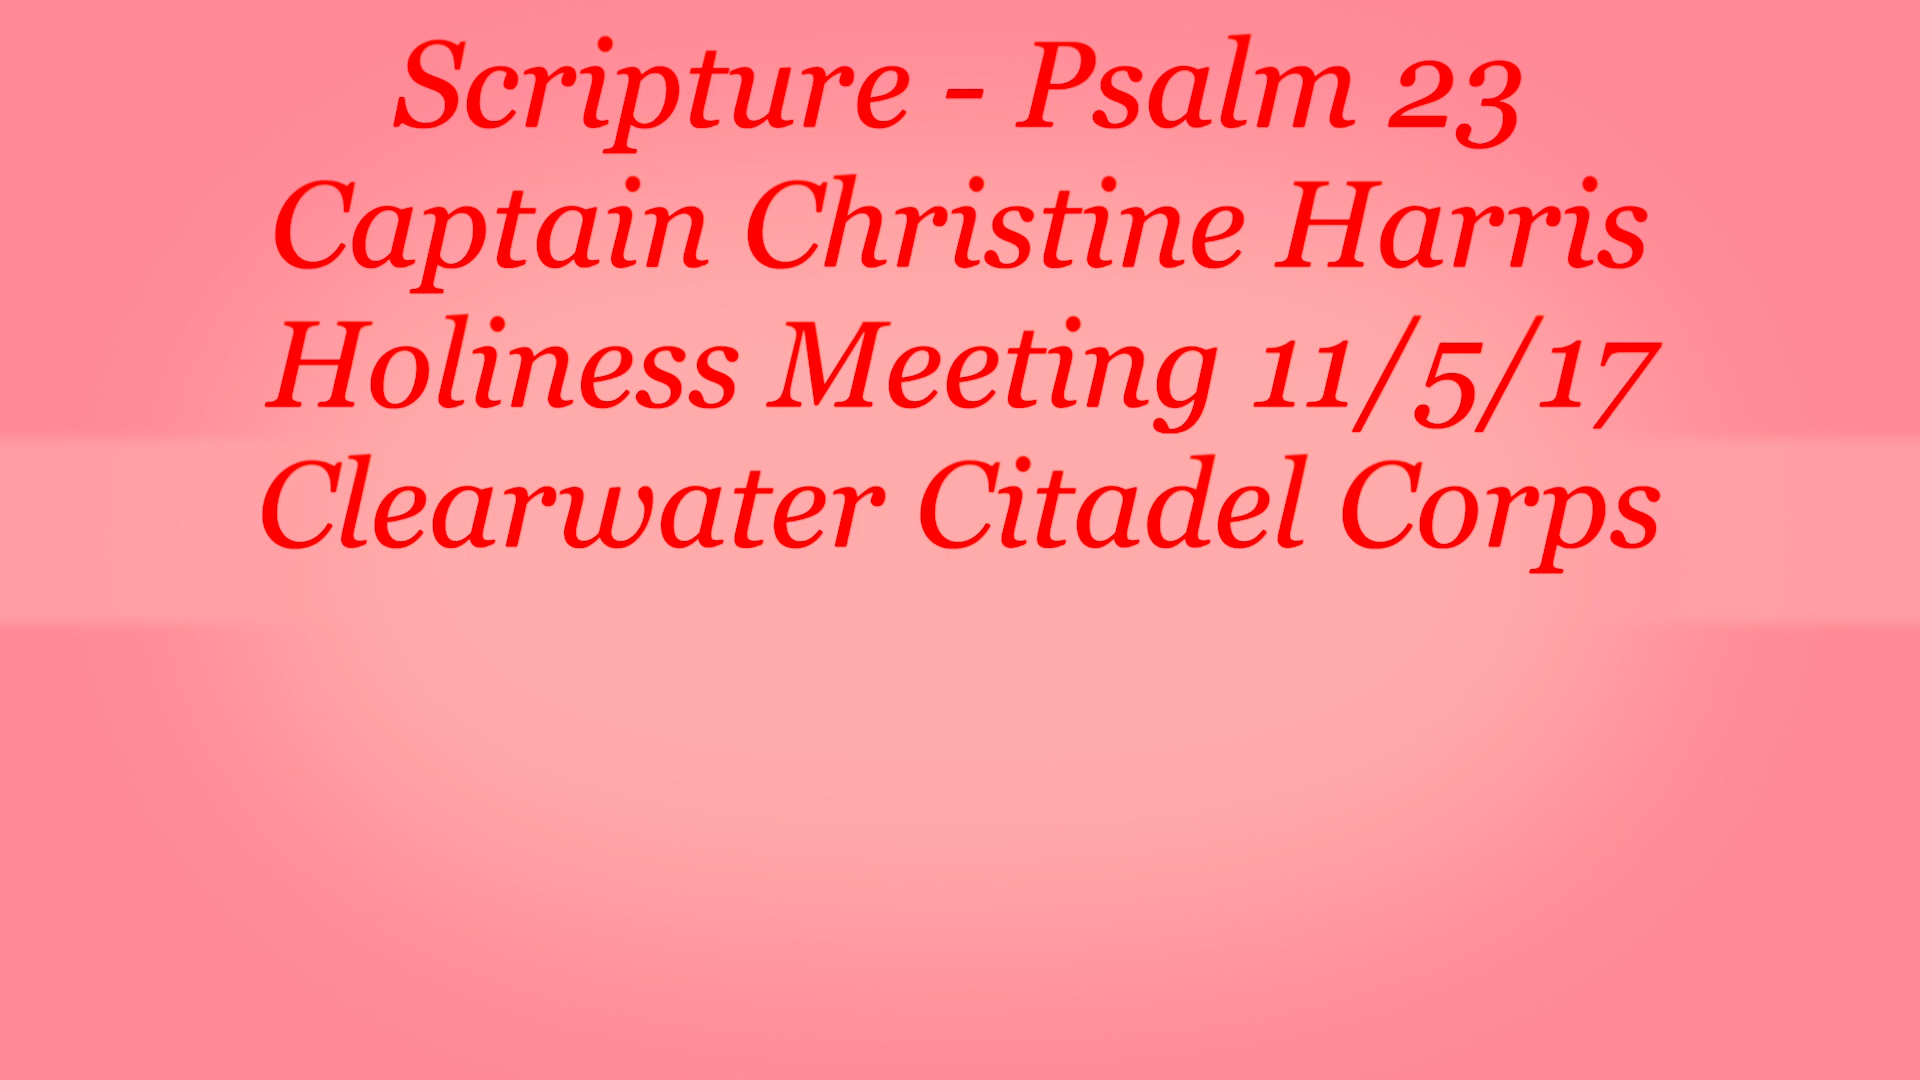 Scripture - Psalm 23
Captain Christine Harris
Holiness Meeting 11/5/17
Clearwater Citadel Corps